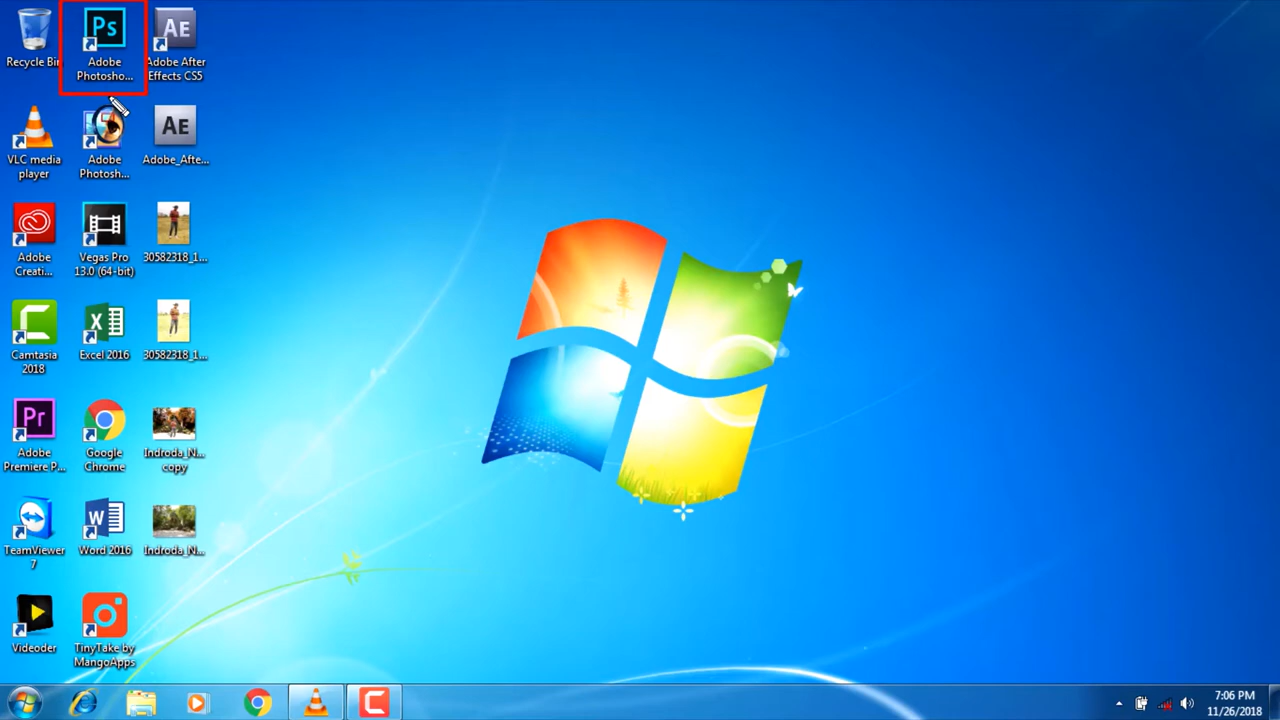 Ps
AE
Recycle Bin
Adobe
Photosho...
Adobe After
Effects CS5
AE
VLC media
player
Adobe
Photosh...
Adobe_Afte...
Adobe
Creati...
Vegas Pro
13.0 (64-bit)
30582318_1...
Camtasia
2018
Excel 2016
30582318_1...
Pr
Adobe
Premiere P...
Google
Chrome
Indroda_N...
copy
TeamViewer
7
Word 2016
Indroda_N...
Videoder
TinyTake by
MangoApps
7:06 PM
11/26/2018